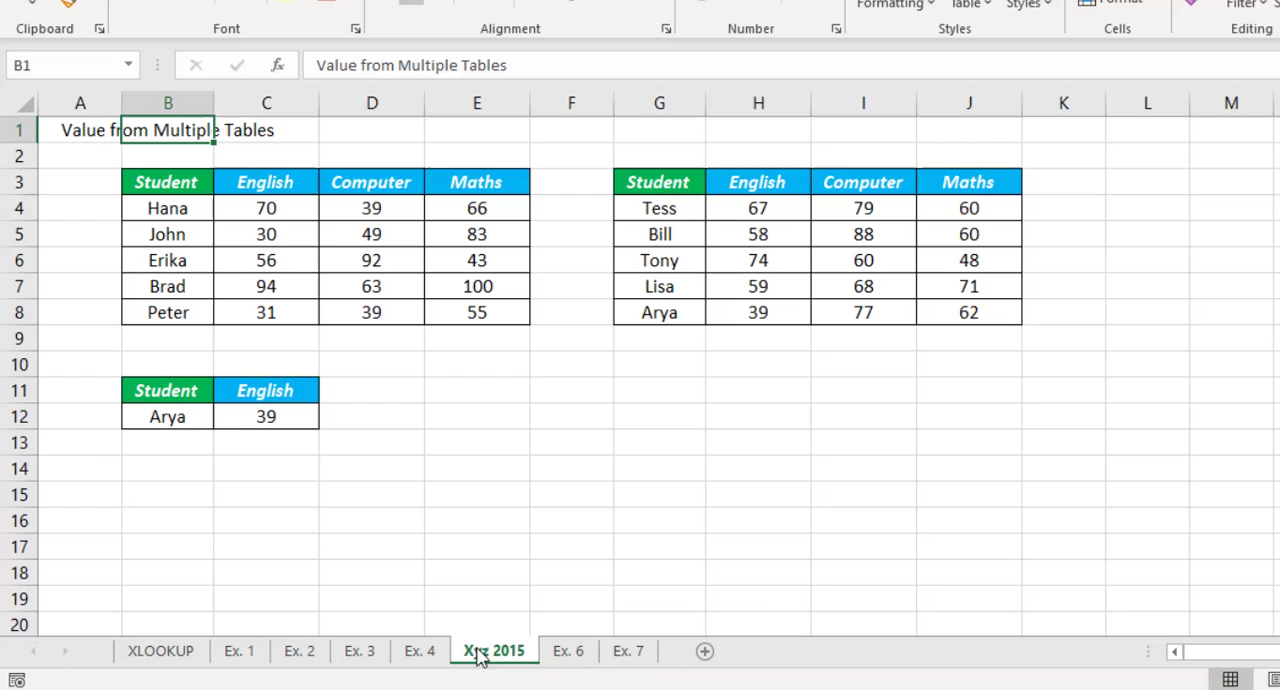 Formatting Table Styles Format Filter
Clipboard Font Alignment Number Styles Cells Editing
B1 fx Value from Multiple Tables
A B C D E F G H I J K L M
1 Value from Multiple Tables
2
3 Student English Computer Maths Student English Computer Maths
4 Hana 70 39 66 Tess 67 79 60
5 John 30 49 83 Bill 58 88 60
6 Erika 56 92 43 Tony 74 60 48
7 Brad 94 63 100 Lisa 59 68 71
8 Peter 31 39 55 Arya 39 77 62
9
10
11 Student English
12 Arya 39
13
14
15
16
17
18
19
20
XLOOKUP Ex. 1 Ex. 2 Ex. 3 Ex. 4 2015 Ex. 6 Ex. 7